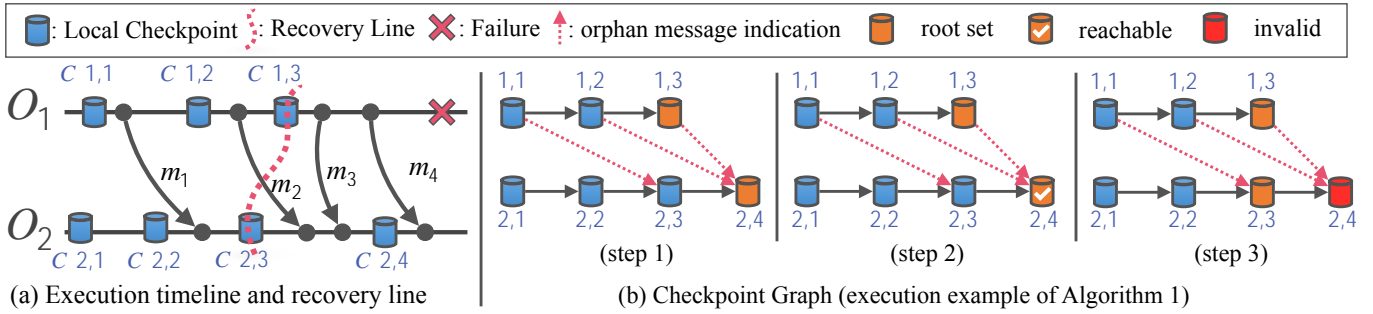 : Local Checkpoint : Recovery Line : Failure : orphan message indication root set reachable invalid
C 1,1 C 1,2 C 1,3
O1
m1 m2 m3 m4
O2
C 2,1 C 2,2 C 2,3 C 2,4
(a) Execution timeline and recovery line
1,1 1,2 1,3
2,1 2,2 2,3 2,4
(step 1)
1,1 1,2 1,3
2,1 2,2 2,3 2,4
(step 2)
1,1 1,2 1,3
2,1 2,2 2,3 2,4
(step 3)
(b) Checkpoint Graph (execution example of Algorithm 1)